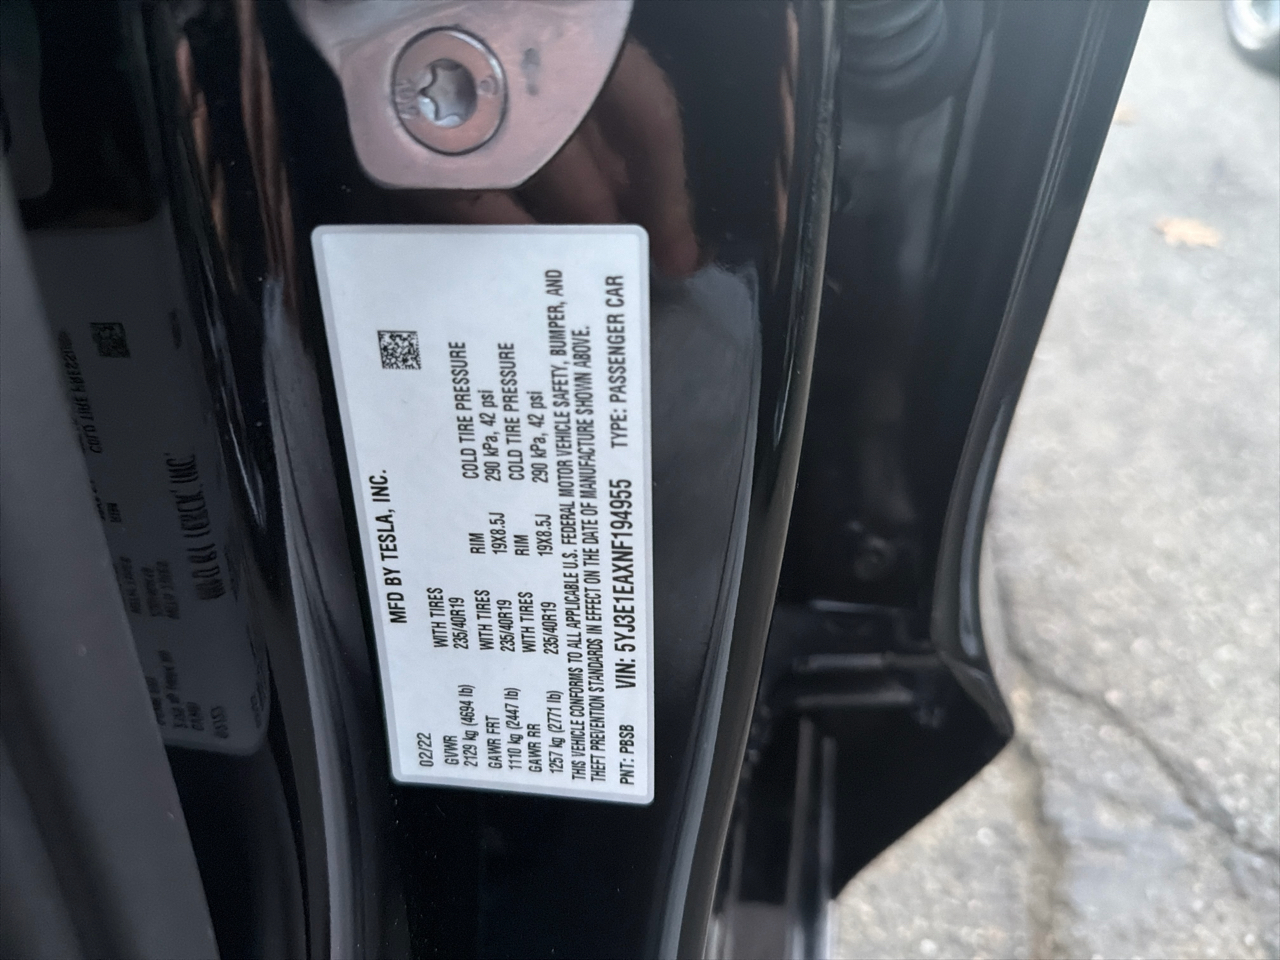 MFD BY TESLA, INC.
02/22
GVWR WITH TIRES RIM COLD TIRE PRESSURE
2129 kg (4694 lb) 235/40R19 19X8.5J 290 kPa, 42 psi
GAWR FRT WITH TIRES RIM COLD TIRE PRESSURE
1110 kg (2447 lb) 235/40R19 19X8.5J 290 kPa, 42 psi
GAWR RR WITH TIRES
1257 kg (2771 lb) 235/40R19
THIS VEHICLE CONFORMS TO ALL APPLICABLE U.S. FEDERAL MOTOR VEHICLE SAFETY, BUMPER, AND
THEFT PREVENTION STANDARDS IN EFFECT ON THE DATE OF MANUFACTURE SHOWN ABOVE.
PNT: PBSB VIN: 5YJ3E1EAXNF194955 TYPE: PASSENGER CAR